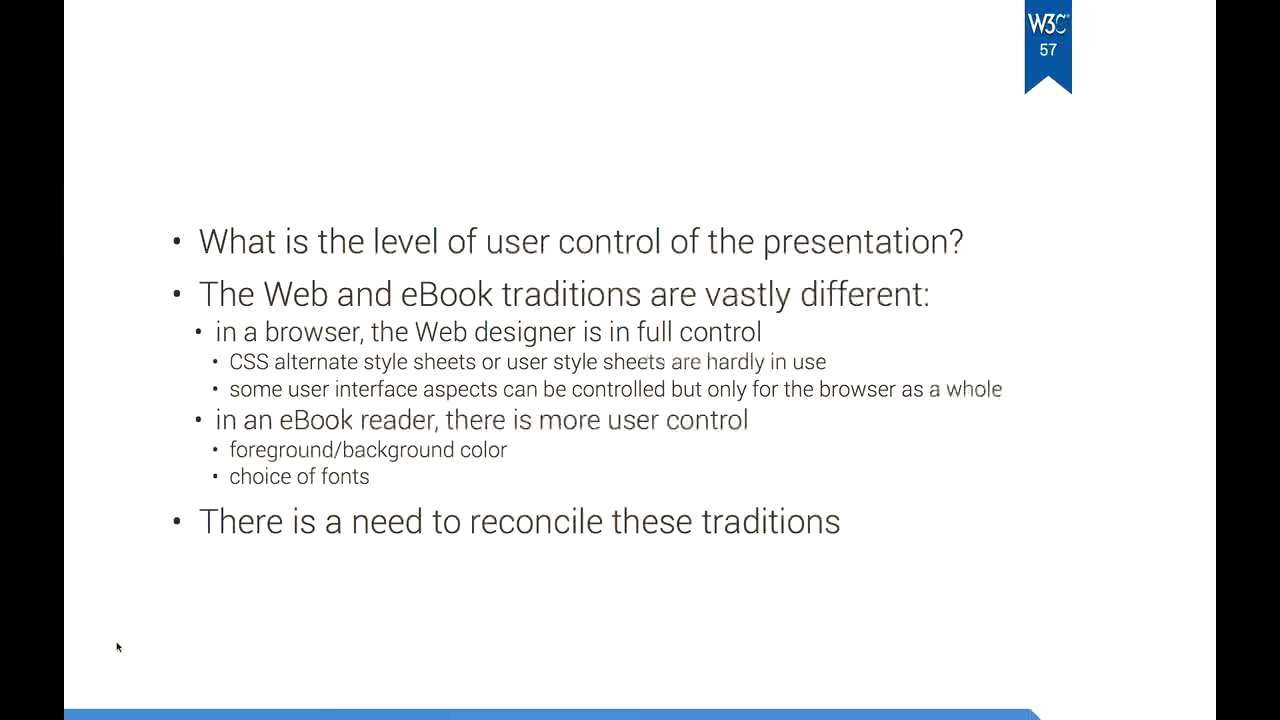 W3C
57
• What is the level of user control of the presentation?
• The Web and eBook traditions are vastly different:
• in a browser, the Web designer is in full control
• CSS alternate style sheets or user style sheets are hardly in use
• some user interface aspects can be controlled but only for the browser as a whole
• in an eBook reader, there is more user control
• foreground/background color
• choice of fonts
• There is a need to reconcile these traditions